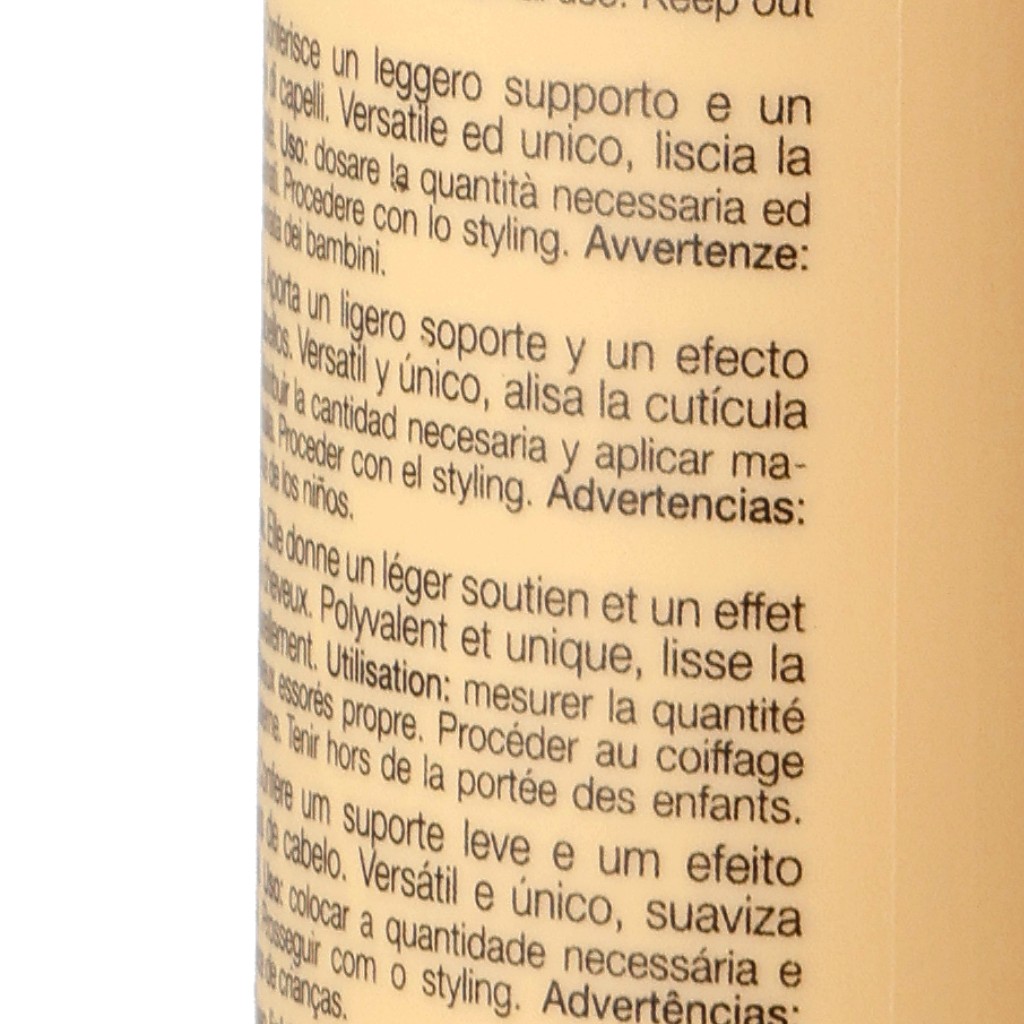 use. Keep out
un leggero supporto e un
di capelli. Versatile ed unico, liscia la
Uso: dosare la quantità necessaria ed
Procedere con lo styling. Avvertenze:
dei bambini.
Aporta un ligero soporte y un efecto
Versatil y único, alisa la cutícula
la cantidad necesaria y aplicar ma-
Proceder con el styling. Advertencias:
de los niños.
Elle donne un léger soutien et un effet
cheveux. Polyvalent et unique, lisse la
Utilisation: mesurer la quantité
essorés propre. Procéder au coiffage
Tenir hors de la portée des enfants.
um suporte leve e um efeito
de cabelo. Versátil e único, suaviza
Uso: colocar a quantidade necessária e
Prosseguir com o styling. Advertências:
de crianças.